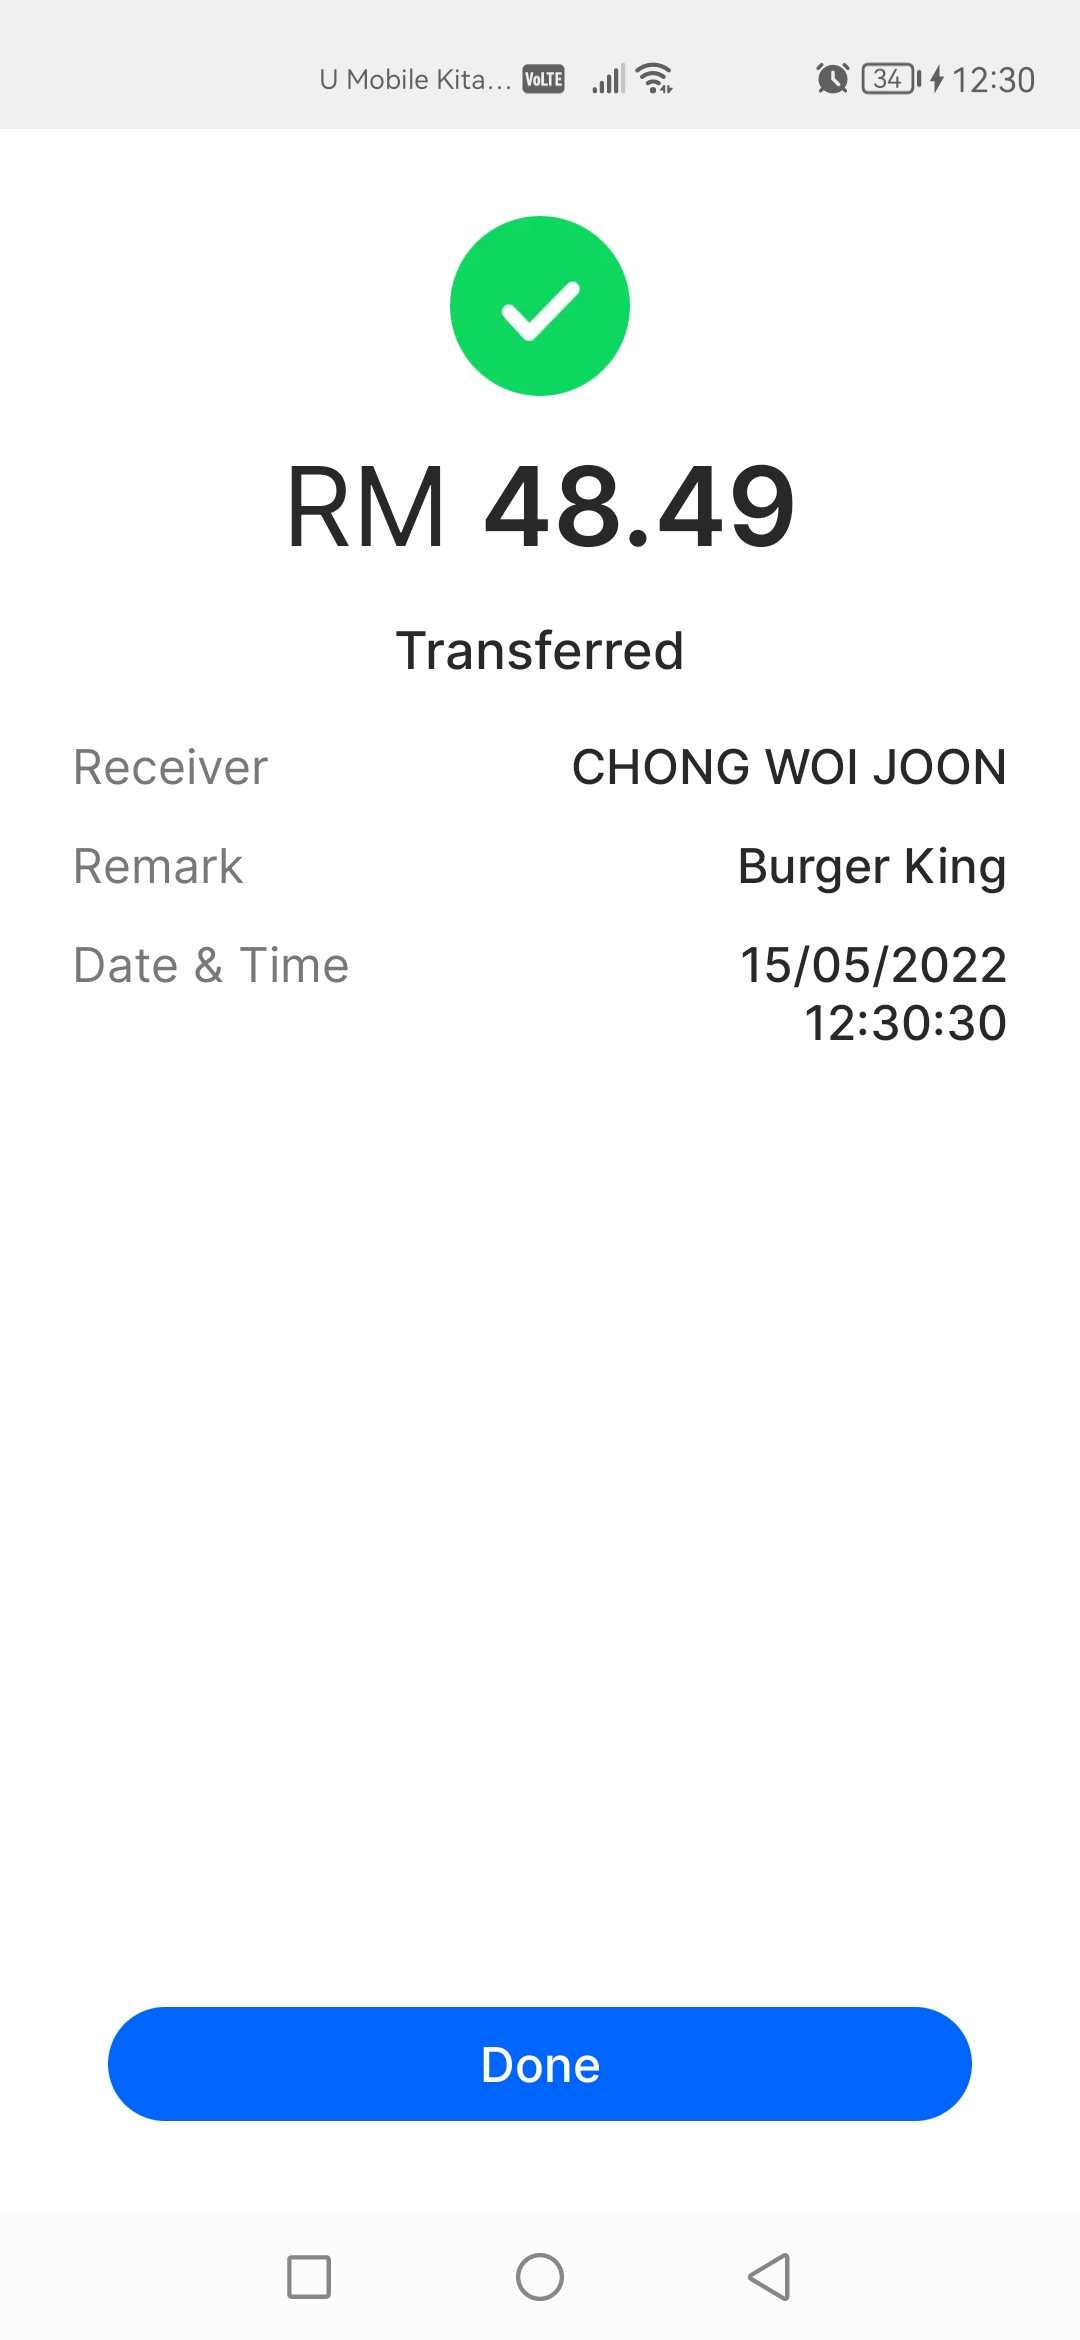 U Mobile Kita... VoLTE 34 12:30
RM 48.49
Transferred
Receiver CHONG WOI JOON
Remark Burger King
Date & Time 15/05/2022
12:30:30
Done